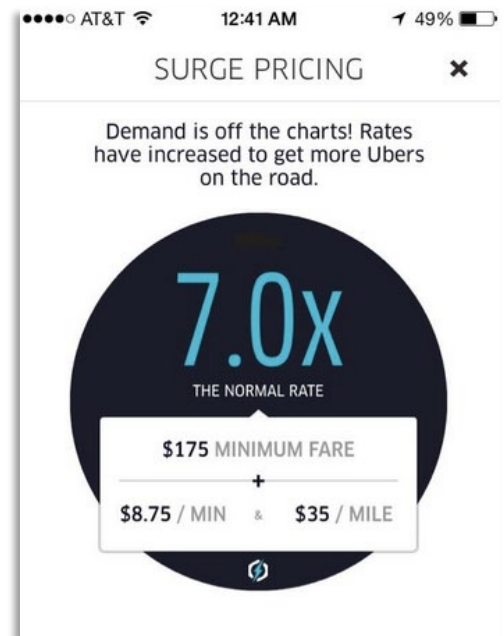 AT&T 12:41 AM 49%
SURGE PRICING ×
Demand is off the charts! Rates
have increased to get more Ubers
on the road.
7.0x
THE NORMAL RATE
$175 MINIMUM FARE
+
$8.75 / MIN & $35 / MILE